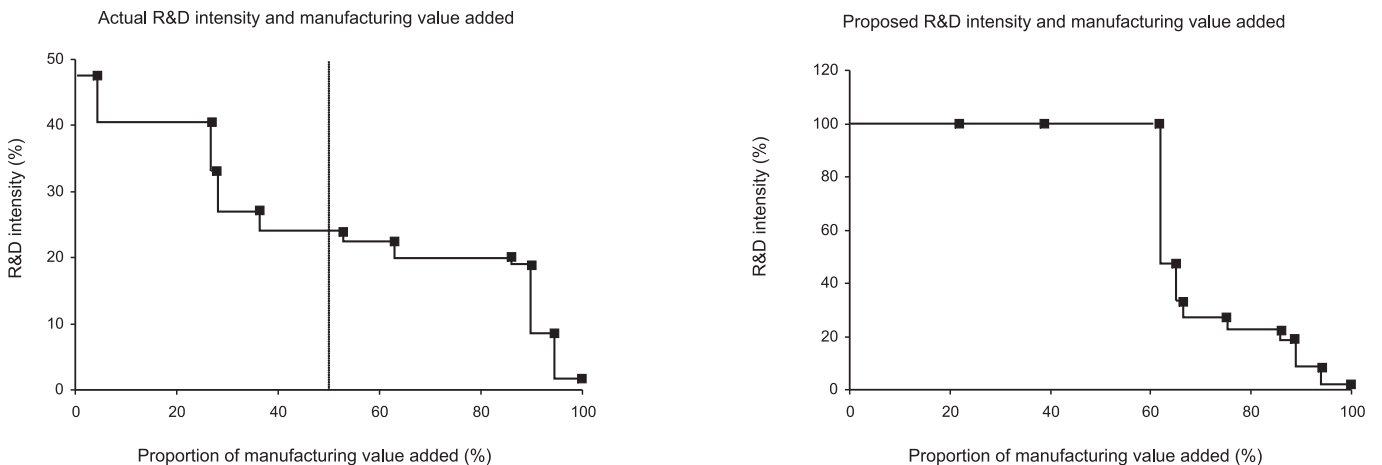 Actual R&D intensity and manufacturing value added
50
40
30
20
10
0
R&D intensity (%)
0 20 40 60 80 100
Proportion of manufacturing value added (%)
Proposed R&D intensity and manufacturing value added
120
100
80
60
40
20
0
R&D intensity (%)
0 20 40 60 80 100
Proportion of manufacturing value added (%)